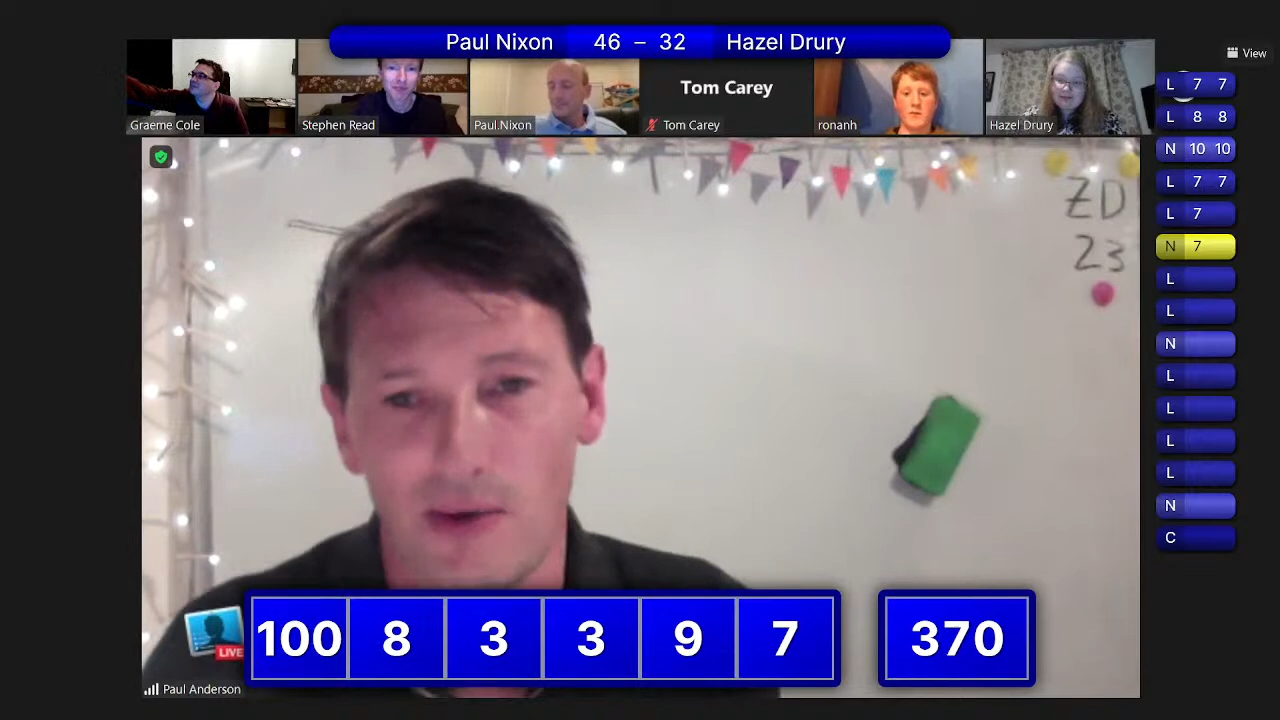 Paul Nixon 46 – 32 Hazel Drury
View
Tom Carey
Graeme Cole
Stephen Read
Paul.Nixon
Tom Carey
ronanh
Hazel Drury
L 7 7
L 8 8
N 10 10
L 7 7
L 7
N 7
L
L
N
L
L
L
L
N
C
ZD
23
LIVE
100 8 3 3 9 7 370
Paul Anderson